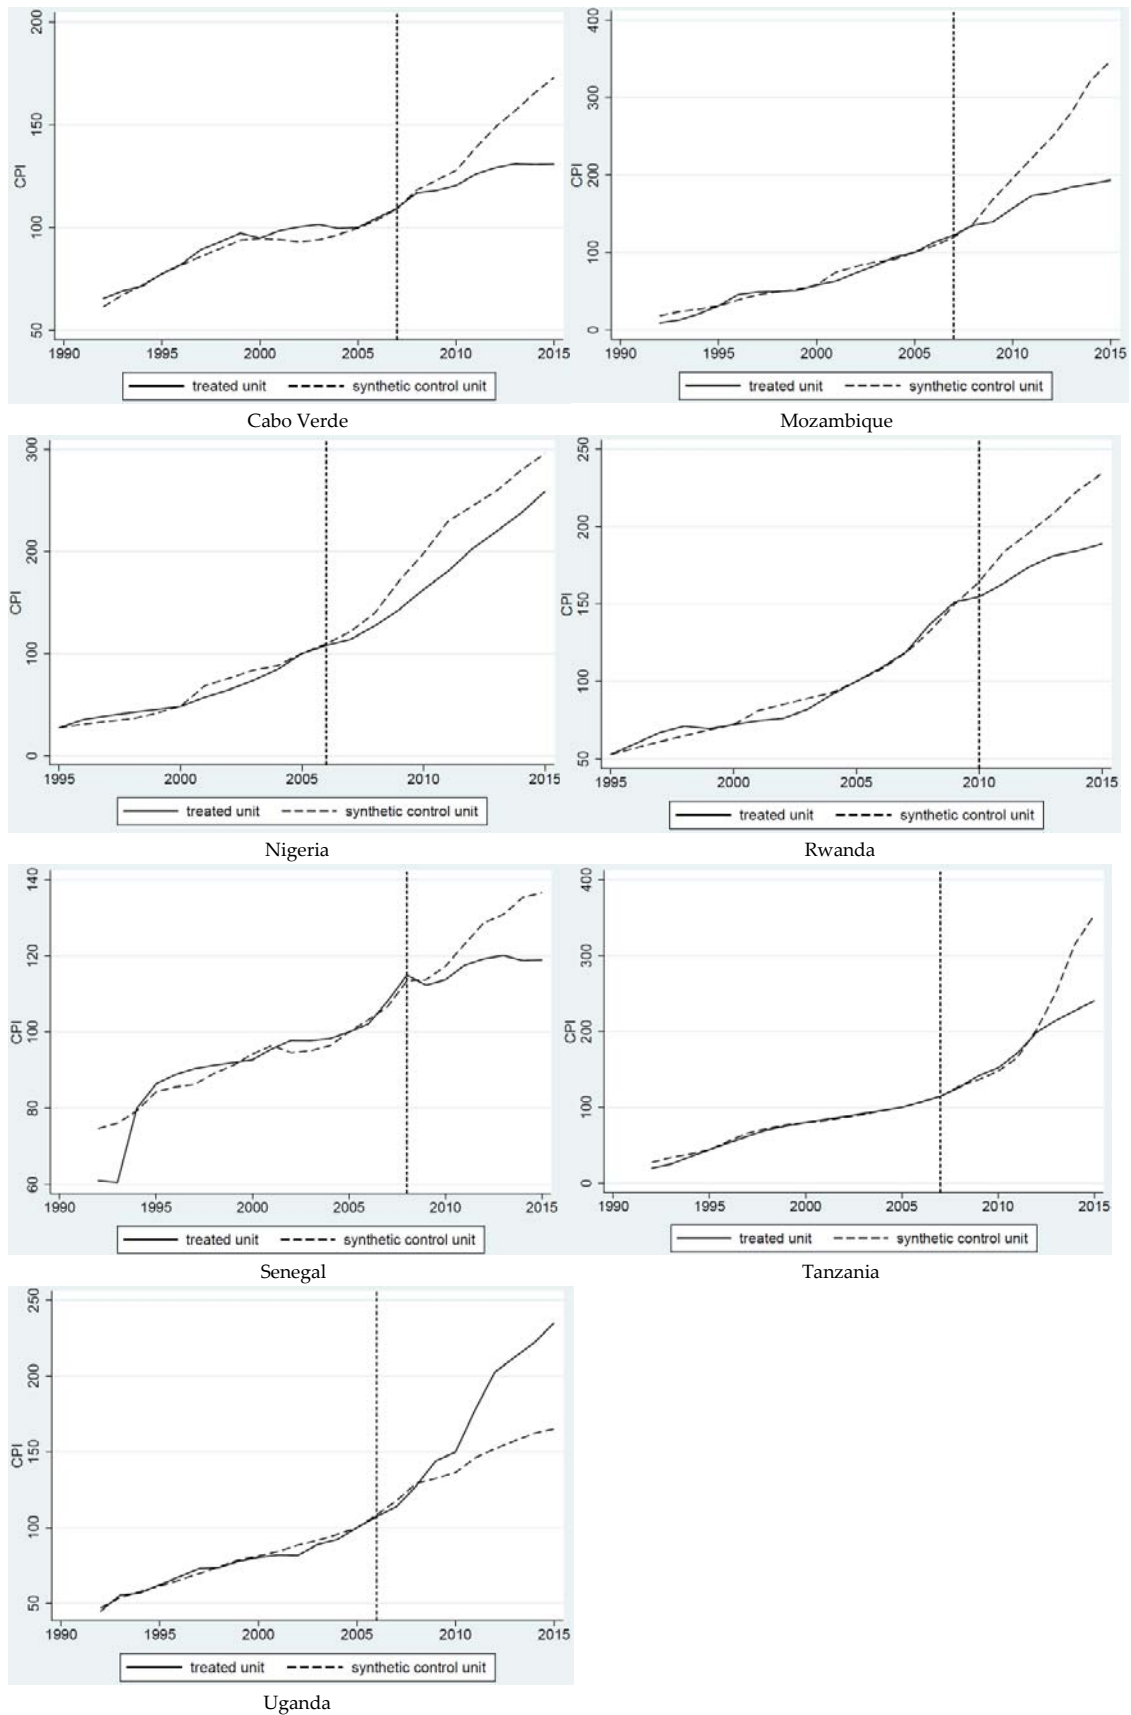 200
150
100
50
CPI
1990 1995 2000 2005 2010 2015
treated unit synthetic control unit
Cabo Verde
400
300
200
100
0
CPI
1990 1995 2000 2005 2010 2015
treated unit synthetic control unit
Mozambique
300
200
100
0
CPI
1995 2000 2005 2010 2015
treated unit synthetic control unit
Nigeria
250
200
150
100
50
CPI
1995 2000 2005 2010 2015
treated unit synthetic control unit
Rwanda
140
120
100
80
60
CPI
1990 1995 2000 2005 2010 2015
treated unit synthetic control unit
Senegal
400
300
200
100
0
CPI
1990 1995 2000 2005 2010 2015
treated unit synthetic control unit
Tanzania
250
200
150
100
50
CPI
1990 1995 2000 2005 2010 2015
treated unit synthetic control unit
Uganda